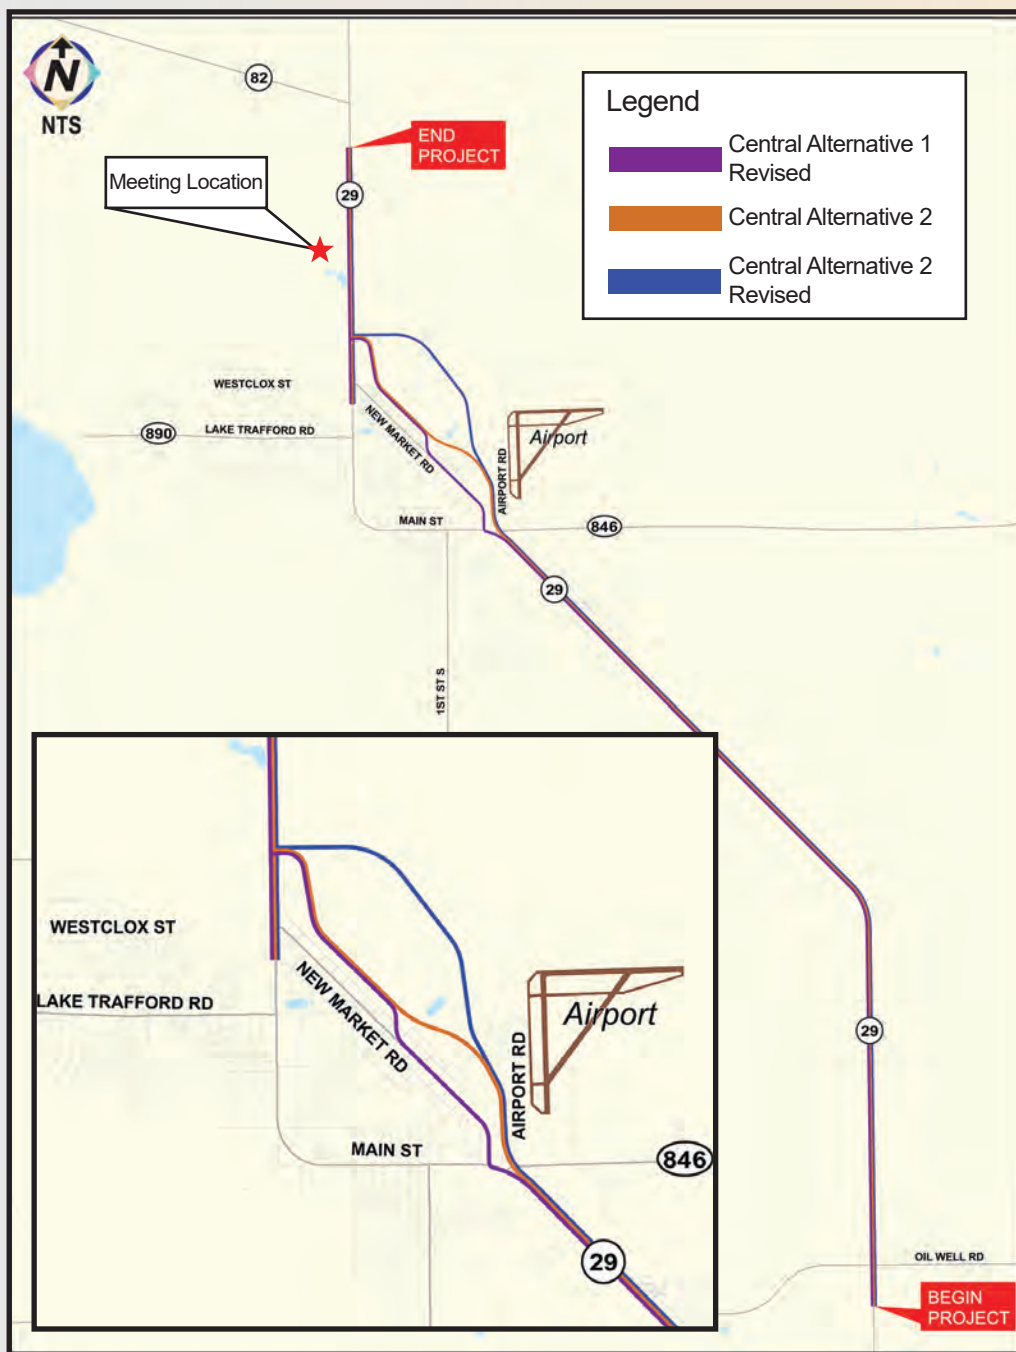 N
NTS
82
END
PROJECT
Legend
Central Alternative 1
Revised
Central Alternative 2
Central Alternative 2
Revised
Meeting Location
29
WESTCLOX ST
890
LAKE TRAFFORD RD
NEW MARKET RD
Airport
AIRPORT RD
MAIN ST
846
29
1ST ST S
WESTCLOX ST
LAKE TRAFFORD RD
NEW MARKET RD
Airport
AIRPORT RD
MAIN ST
846
29
29
OIL WELL RD
BEGIN
PROJECT